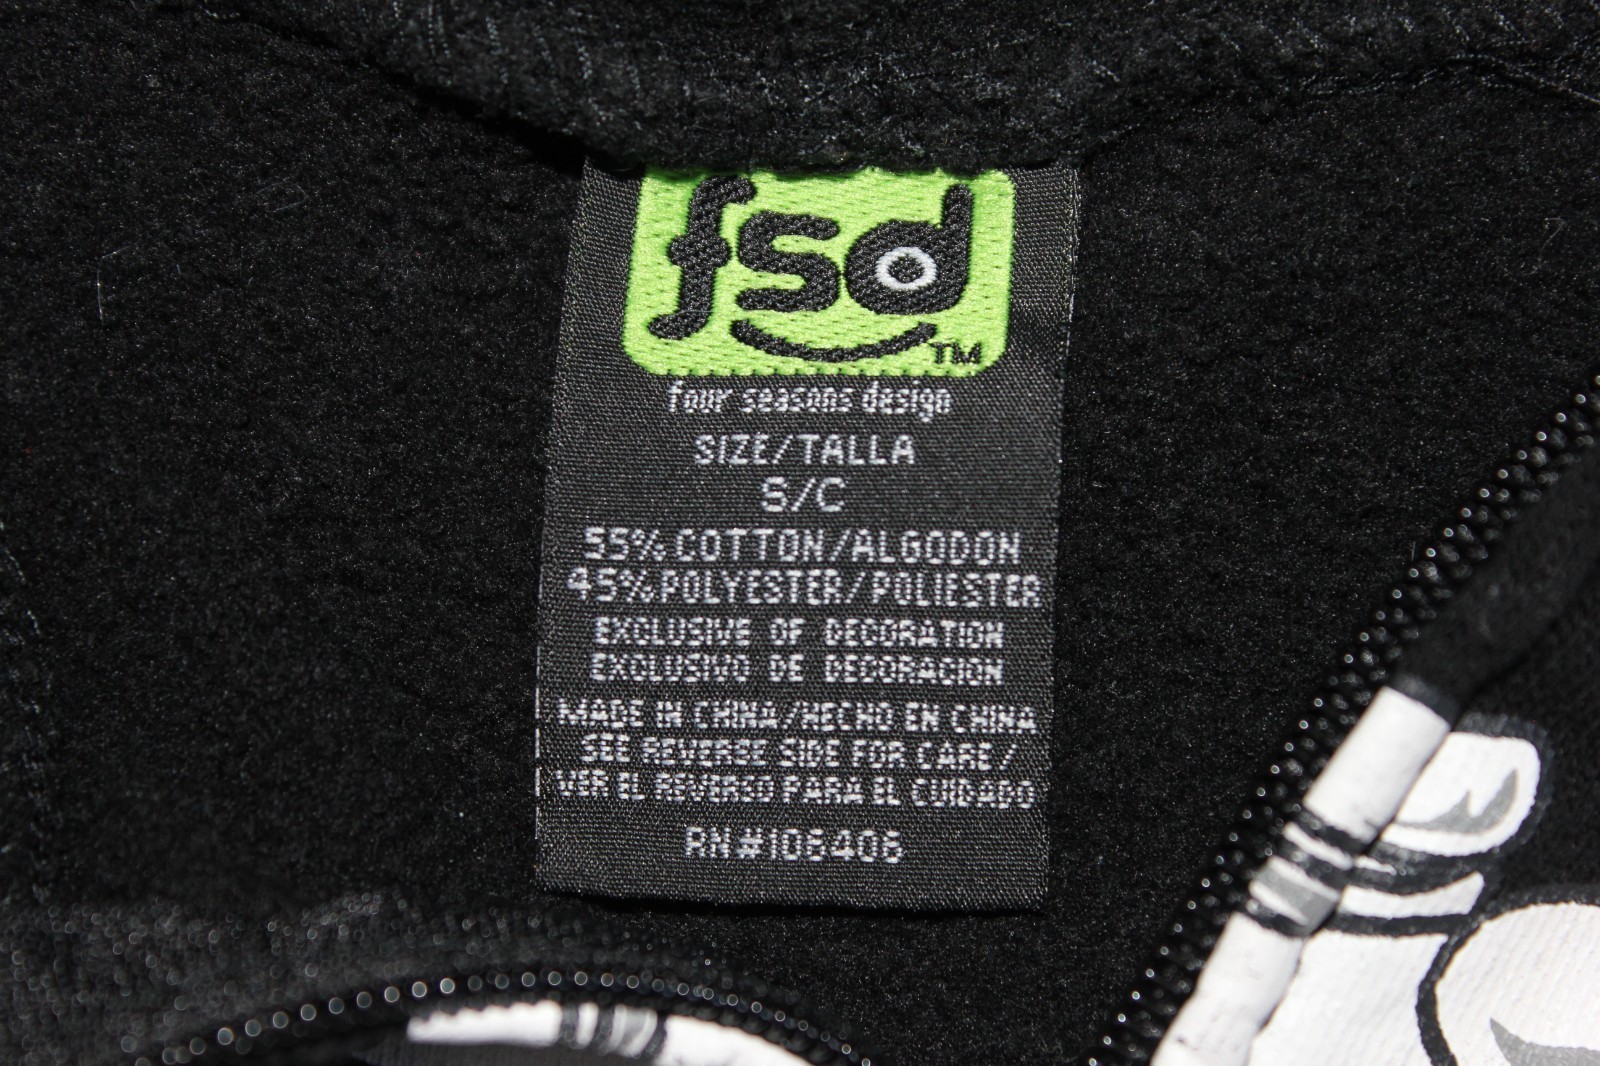 fsd
TM
four seasons design
SIZE/TALLA
S/C
55% COTTON/ALGODON
45% POLYESTER/POLIESTER
EXCLUSIVE OF DECORATION
EXCLUSIVO DE DECORACION
MADE IN CHINA/HECHO EN CHINA
SEE REVERSE SIDE FOR CARE/
VER EL REVERSO PARA EL CUIDADO
RN#106406